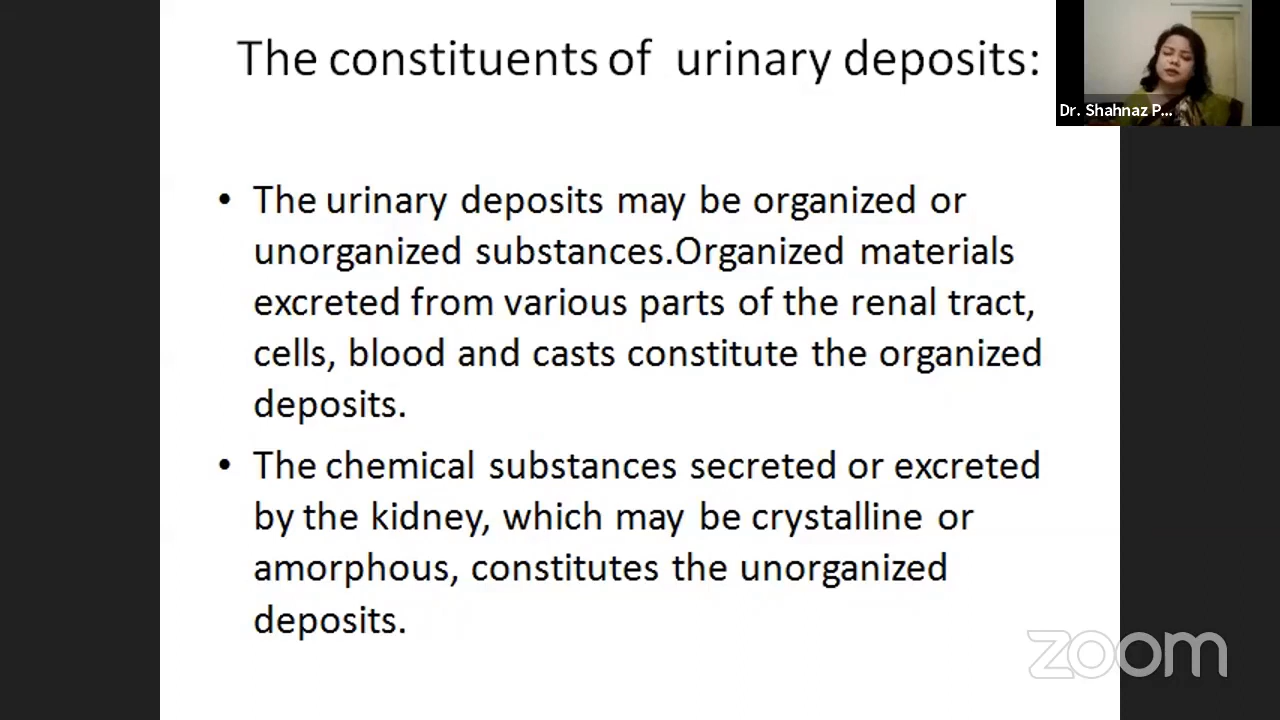 The constituents of urinary deposits:
Dr. Shahnaz P...
• The urinary deposits may be organized or
unorganized substances.Organized materials
excreted from various parts of the renal tract,
cells, blood and casts constitute the organized
deposits.
• The chemical substances secreted or excreted
by the kidney, which may be crystalline or
amorphous, constitutes the unorganized
deposits.
zoom